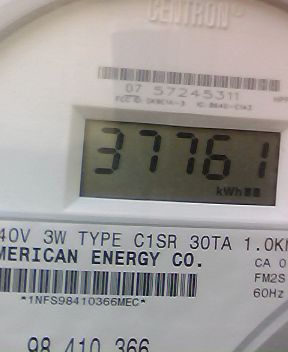 CENTRON
07 57245311
37761
kWh
40V 3W TYPE C1SR 30TA 1.0K
MERICAN ENERGY CO.
CA 0
FM2S
60Hz
*1NFS98410366MEC*
98 410 366